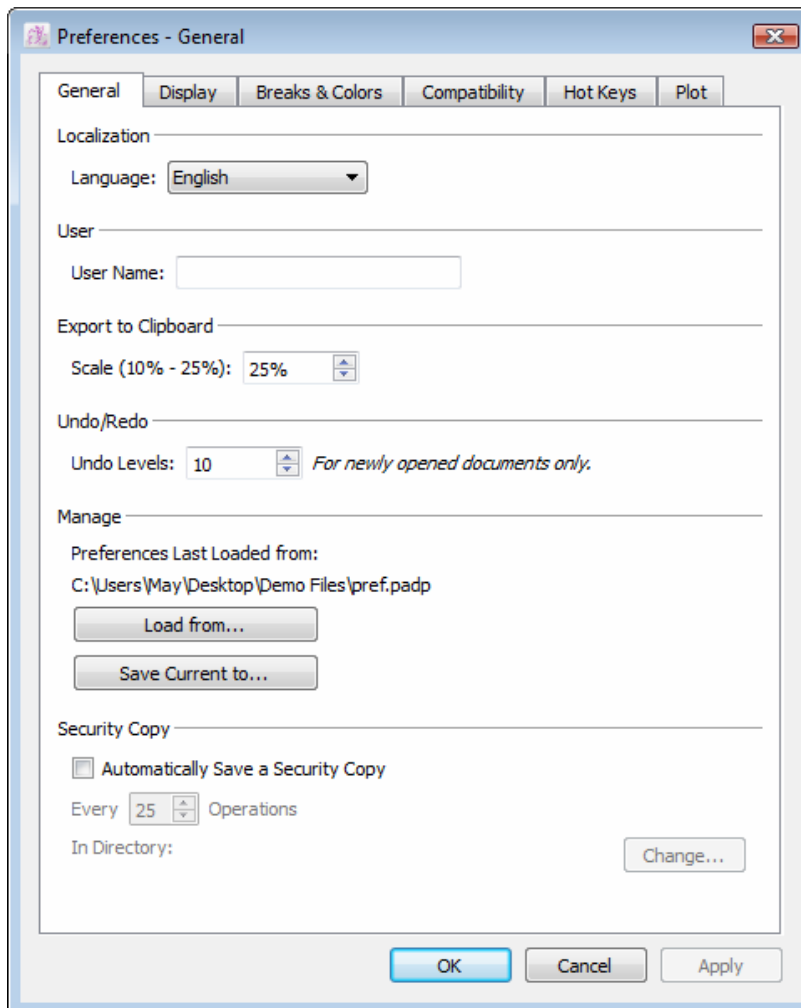 Preferences - General
General Display Breaks & Colors Compatibility Hot Keys Plot
Localization
Language: English
User
User Name:
Export to Clipboard
Scale (10% - 25%): 25%
Undo/Redo
Undo Levels: 10 For newly opened documents only.
Manage
Preferences Last Loaded from:
C:\Users\May\Desktop\Demo Files\pref.padp
Load from...
Save Current to...
Security Copy
Automatically Save a Security Copy
Every 25 Operations
In Directory: Change...
OK Cancel Apply